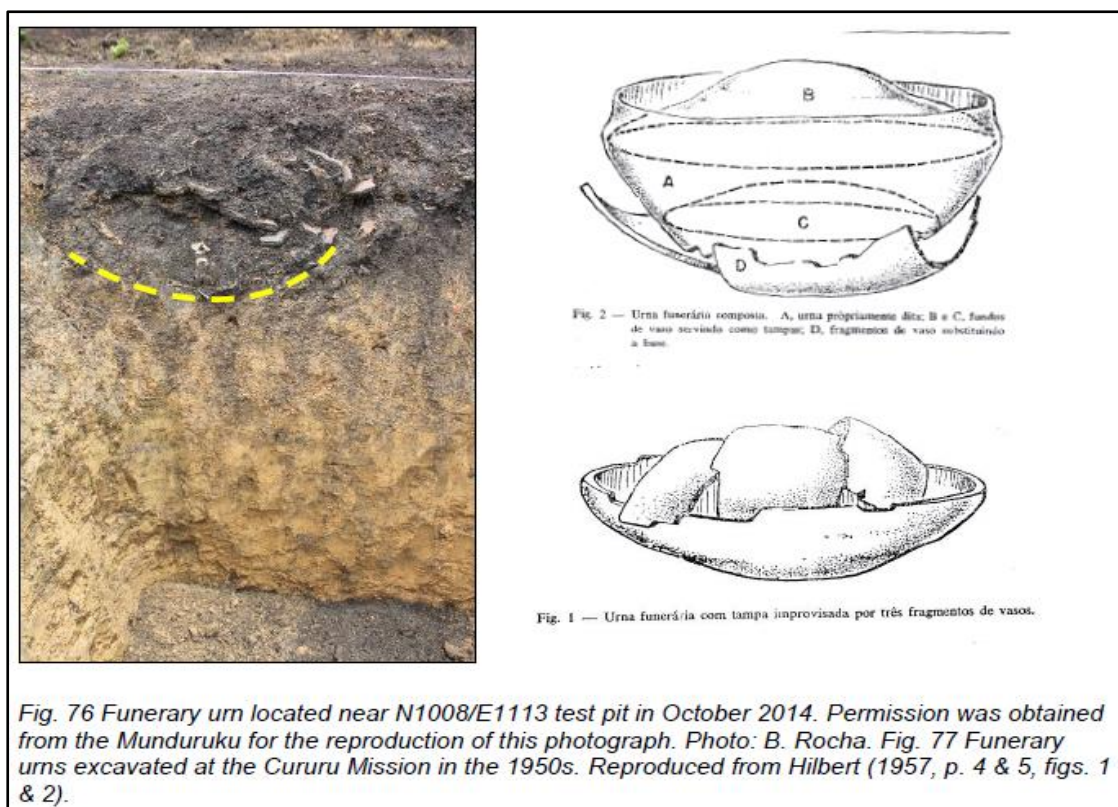 B
A
C
D
Fig. 2 — Urna funerária composta. A, urna pròpriamente dita; B e C, fundos
de vaso servindo como tampas; D, fragmentos de vaso substituindo
a base.
Fig. 1 — Urna funerária com tampa improvisada por três fragmentos de vasos.
Fig. 76 Funerary urn located near N1008/E1113 test pit in October 2014. Permission was obtained
from the Munduruku for the reproduction of this photograph. Photo: B. Rocha. Fig. 77 Funerary
urns excavated at the Cururu Mission in the 1950s. Reproduced from Hilbert (1957, p. 4 & 5, figs. 1
& 2).